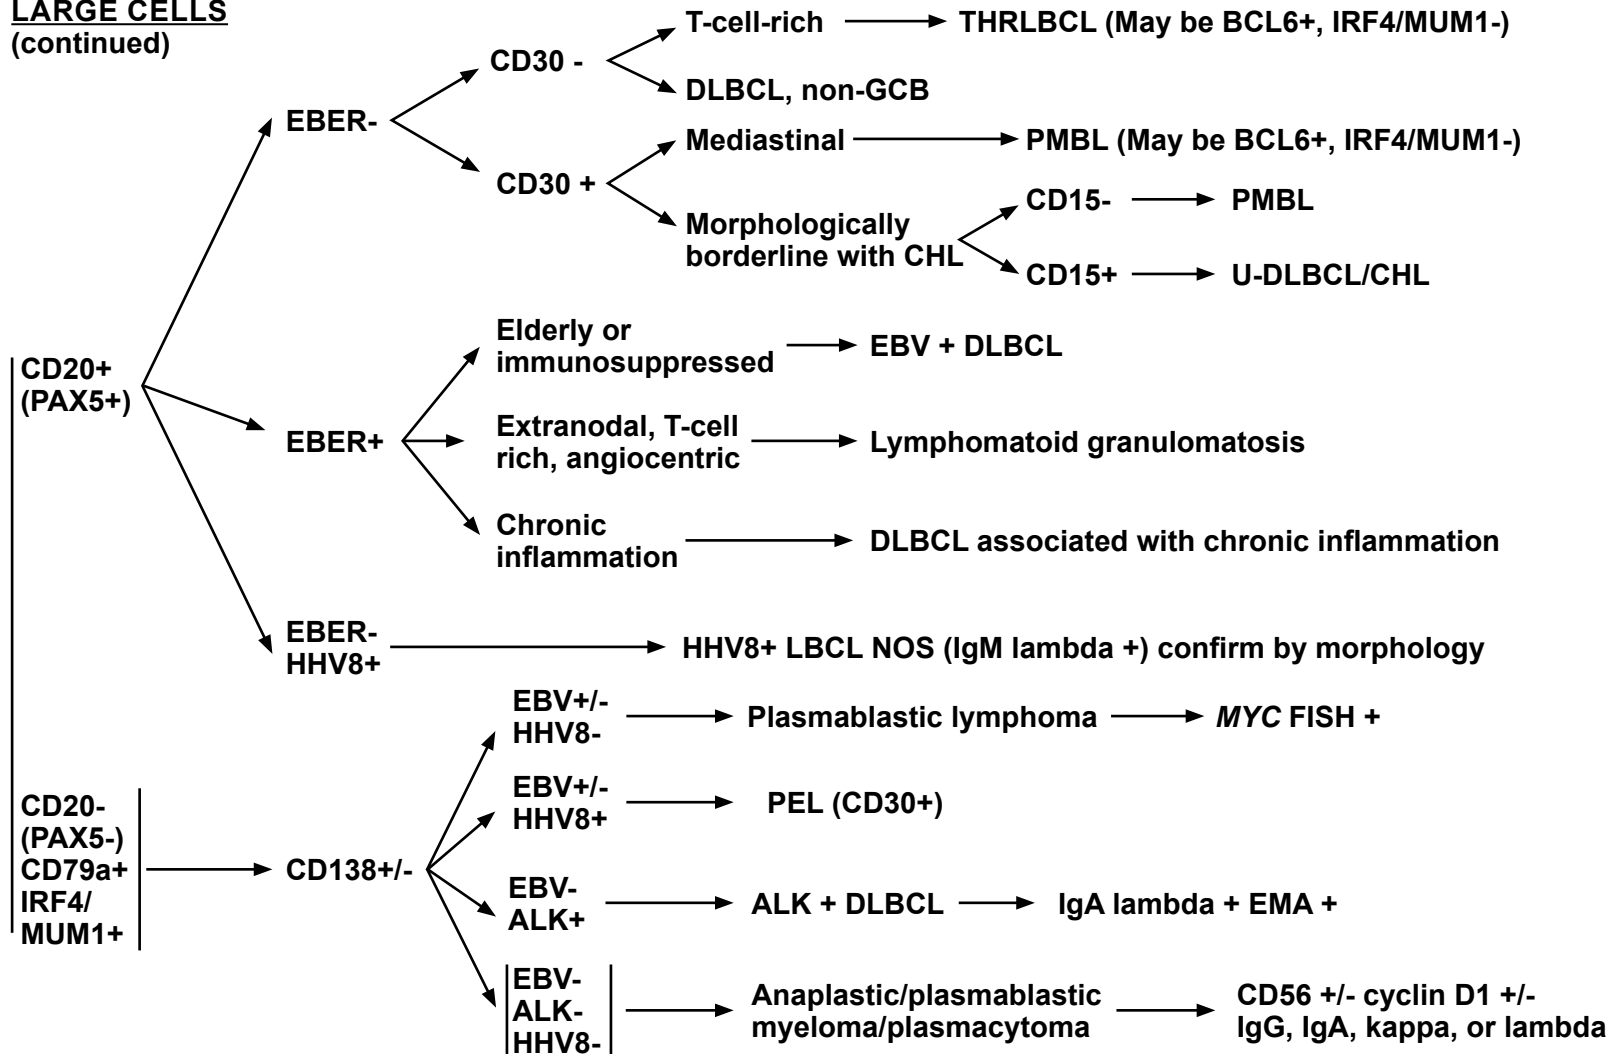 LARGE CELLS
(continued)
T-cell-rich
THRLBCL (May be BCL6+, IRF4/MUM1-)
CD30 -
DLBCL, non-GCB
EBER-
Mediastinal
PMBL (May be BCL6+, IRF4/MUM1-)
CD30 +
CD15-
PMBL
Morphologically
borderline with CHL
CD15+
U-DLBCL/CHL
CD20+
(PAX5+)
Elderly or
immunosuppressed
EBV + DLBCL
EBER+
Extranodal, T-cell
rich, angiocentric
Lymphomatoid granulomatosis
Chronic
inflammation
DLBCL associated with chronic inflammation
EBER-
HHV8+
HHV8+ LBCL NOS (IgM lambda +) confirm by morphology
EBV+/-
HHV8-
Plasmablastic lymphoma
MYC FISH +
CD20-
(PAX5-)
CD79a+
IRF4/
MUM1+
CD138+/-
EBV+/-
HHV8+
PEL (CD30+)
EBV-
ALK+
ALK + DLBCL
IgA lambda + EMA +
EBV-
ALK-
HHV8-
Anaplastic/plasmablastic
myeloma/plasmacytoma
CD56 +/- cyclin D1 +/-
IgG, IgA, kappa, or lambda